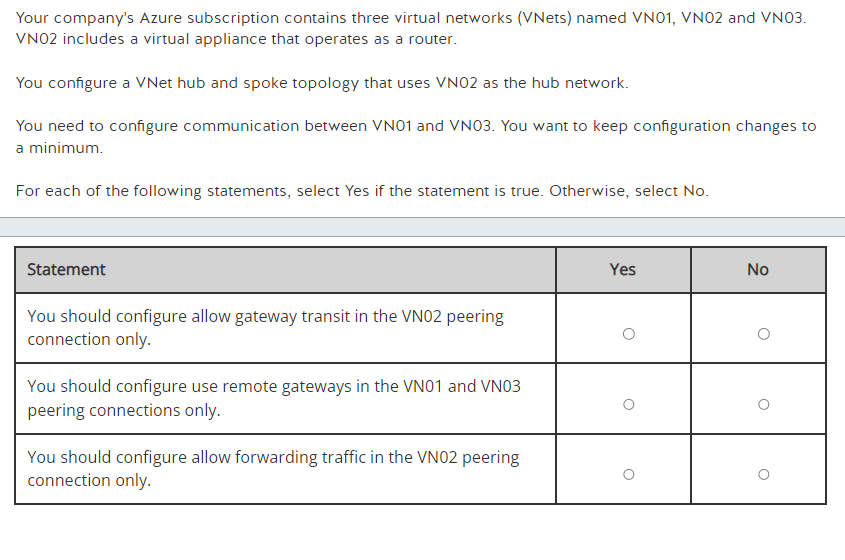 Your company's Azure subscription contains three virtual networks (VNets) named VN01, VN02 and VN03.
VN02 includes a virtual appliance that operates as a router.
You configure a VNet hub and spoke topology that uses VN02 as the hub network.
You need to configure communication between VN01 and VN03. You want to keep configuration changes to
a minimum.
For each of the following statements, select Yes if the statement is true. Otherwise, select No.
Statement Yes No
You should configure allow gateway transit in the VN02 peering
connection only.
You should configure use remote gateways in the VN01 and VN03
peering connections only.
You should configure allow forwarding traffic in the VN02 peering
connection only.